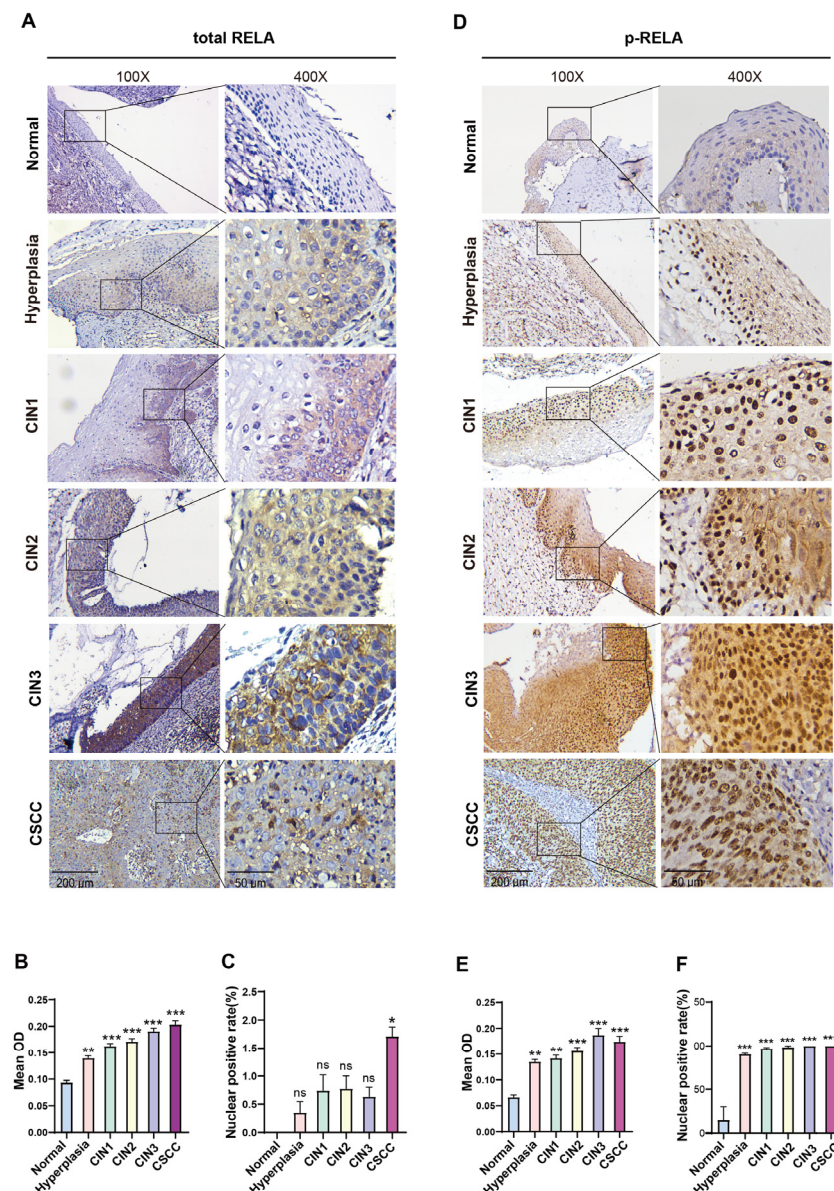 A
total RELA
100X 400X
Normal
Hyperplasia
CIN1
CIN2
CIN3
CSCC
200 μm 50 μm
D
p-RELA
100X 400X
Normal
Hyperplasia
CIN1
CIN2
CIN3
CSCC
200 μm 50 μm
B
Mean OD
0.25
0.20
0.15
0.10
0.05
0.00
** *** *** *** ***
Normal Hyperplasia CIN1 CIN2 CIN3 CSCC
C
Nuclear positive rate(%)
2.5
2.0
1.5
1.0
0.5
0.0
ns ns ns ns *
Normal Hyperplasia CIN1 CIN2 CIN3 CSCC
E
Mean OD
0.25
0.20
0.15
0.10
0.05
0.00
** ** *** *** ***
Normal Hyperplasia CIN1 CIN2 CIN3 CSCC
F
Nuclear positive rate(%)
50
00
50
0
*** *** *** *** ***
Normal Hyperplasia CIN1 CIN2 CIN3 CSCC